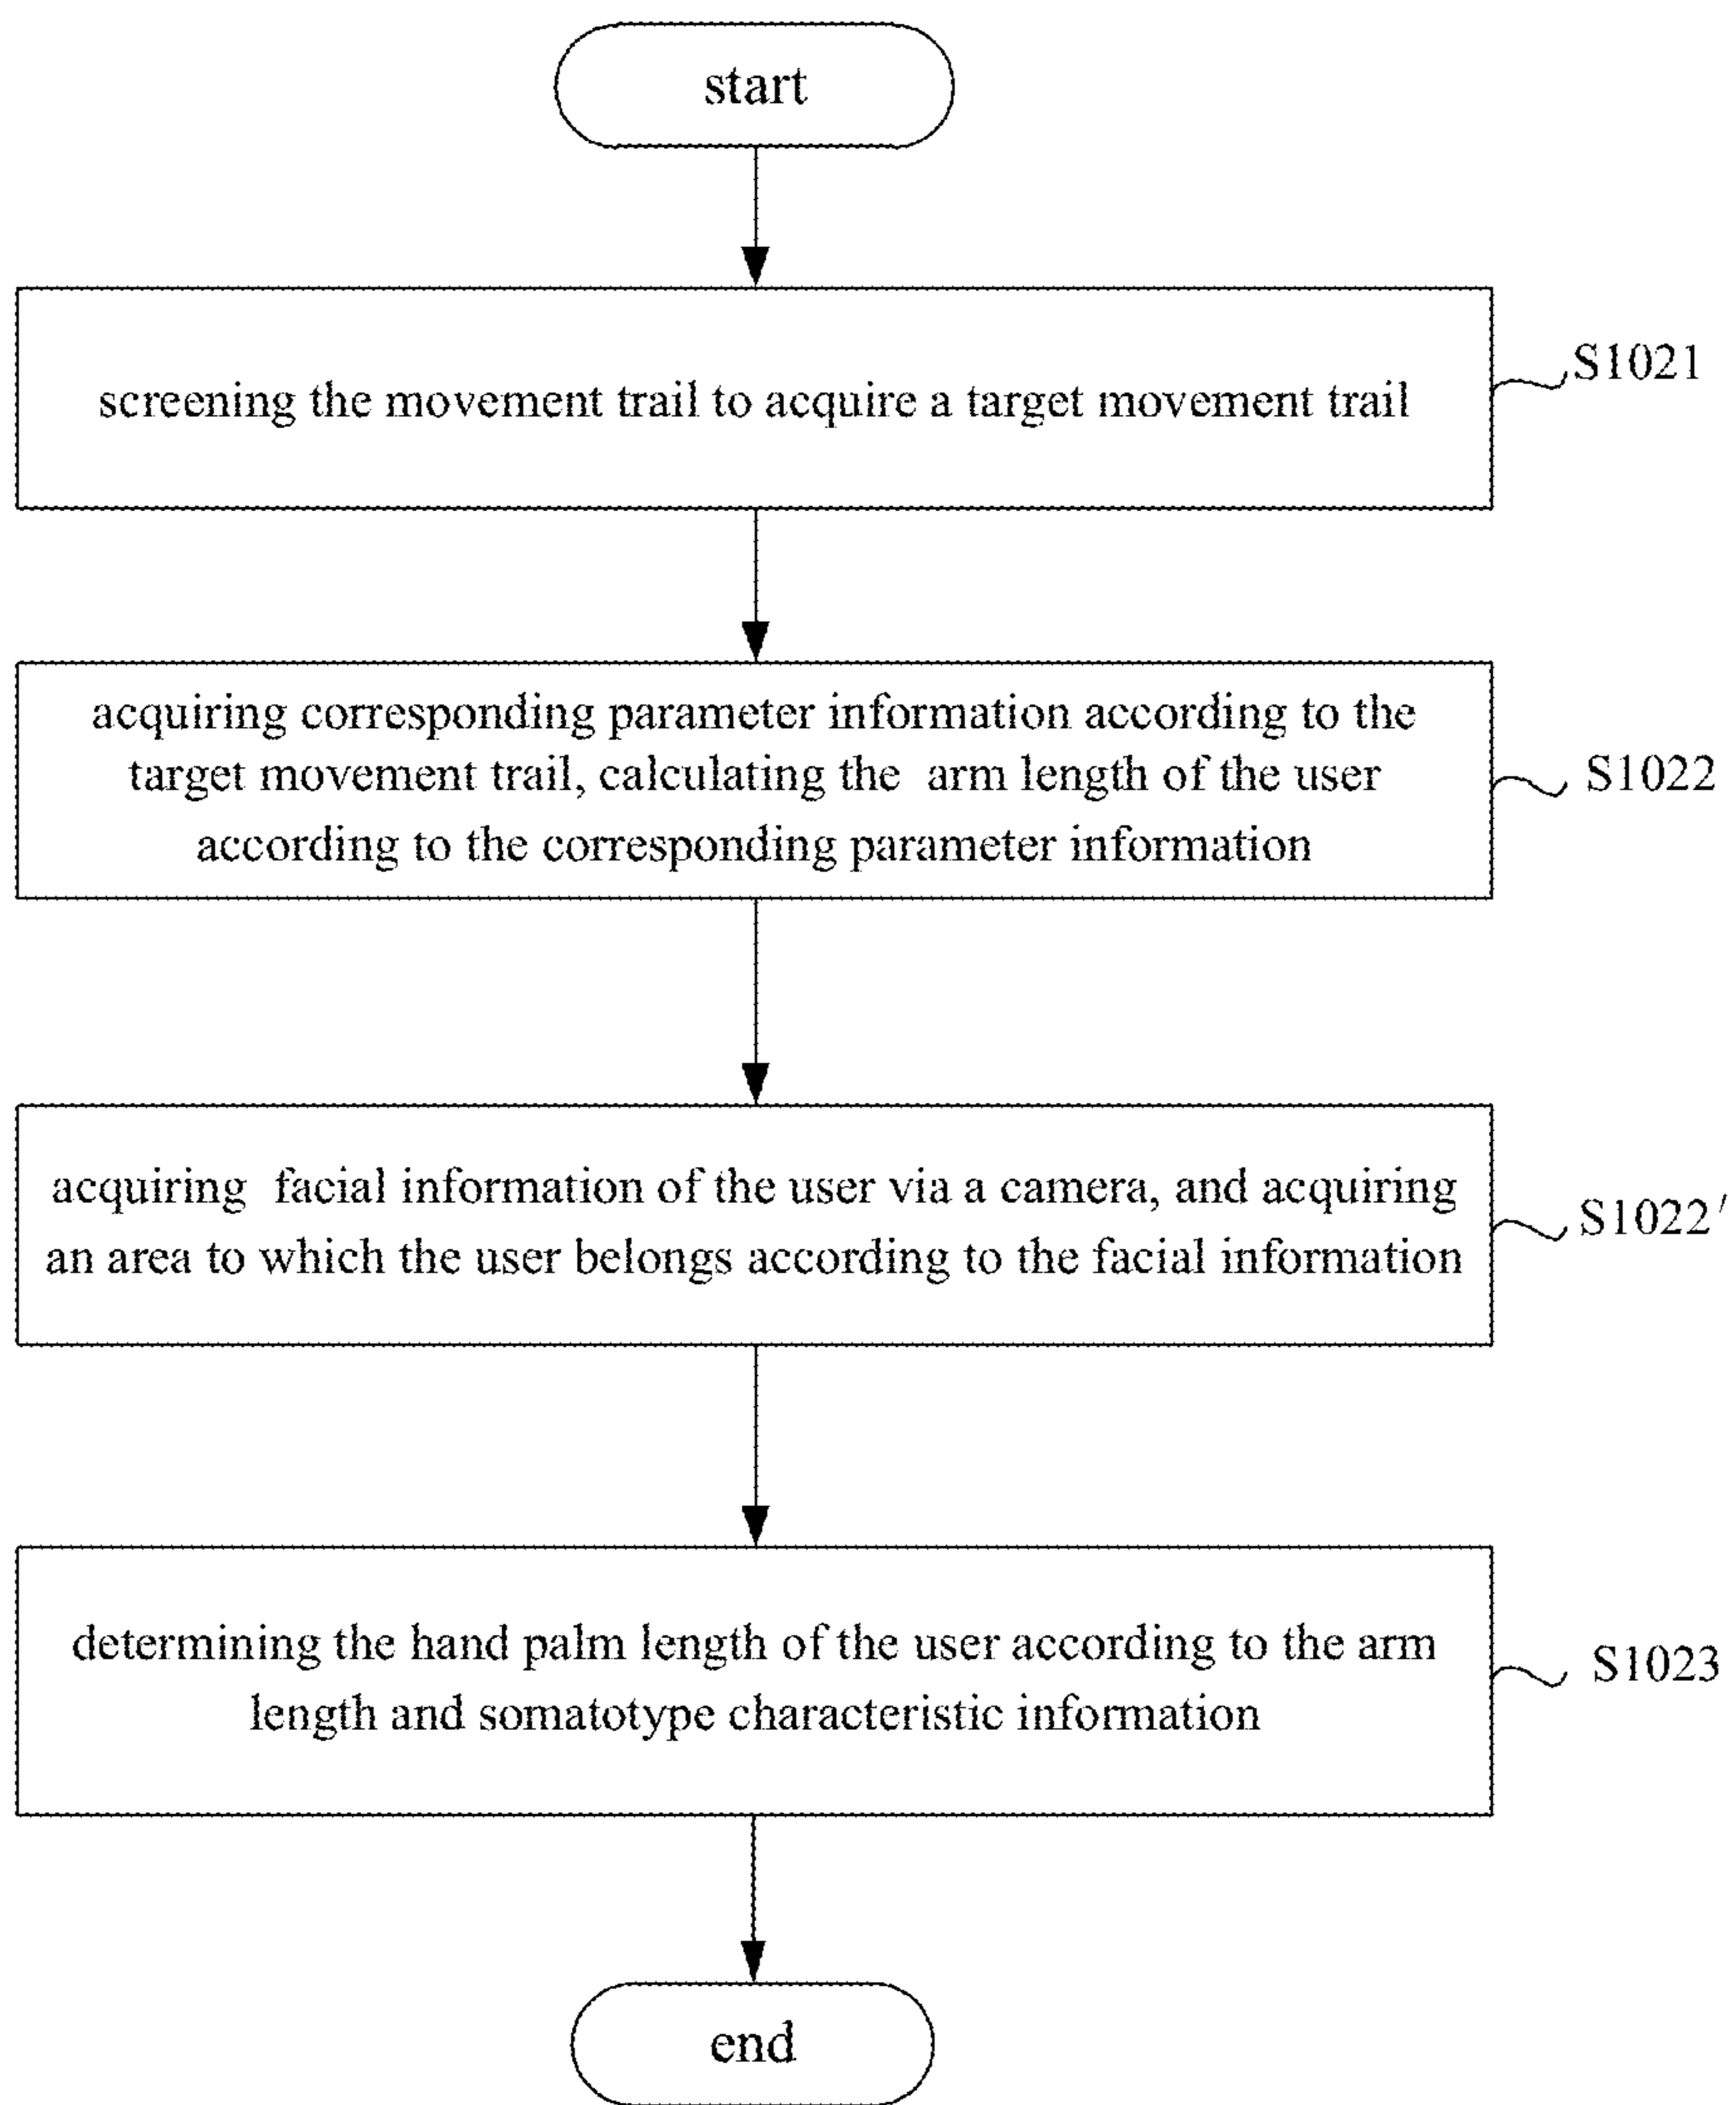 start
screening the movement trail to acquire a target movement trail
S1021
acquiring corresponding parameter information according to the
target movement trail, calculating the arm length of the user
according to the corresponding parameter information
S1022
acquiring facial information of the user via a camera, and acquiring
an area to which the user belongs according to the facial information
S1022′
determining the hand palm length of the user according to the arm
length and somatotype characteristic information
S1023
end